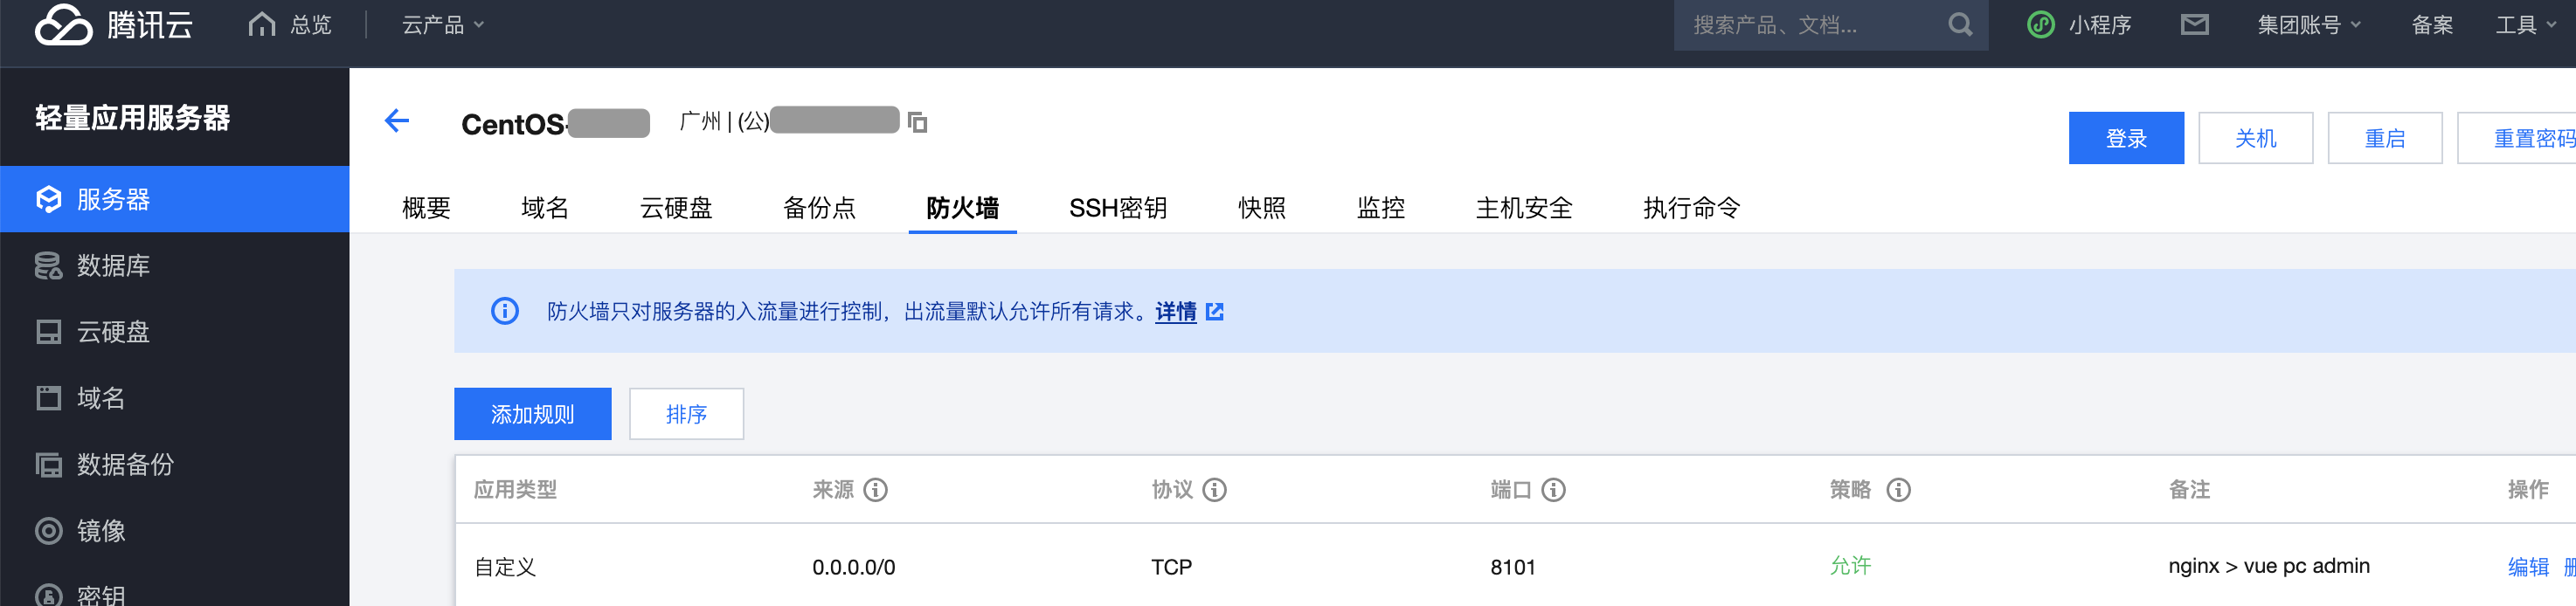 腾讯云 总览 云产品 搜索产品、文档... 小程序 集团账号 备案 工具
轻量应用服务器
服务器
数据库
云硬盘
域名
数据备份
镜像
密钥
CentOS- 广州 | (公)
登录 关机 重启 重置密码
概要 域名 云硬盘 备份点 防火墙 SSH密钥 快照 监控 主机安全 执行命令
防火墙只对服务器的入流量进行控制，出流量默认允许所有请求。详情
添加规则 排序
应用类型 来源 协议 端口 策略 备注 操作
自定义 0.0.0.0/0 TCP 8101 允许 nginx > vue pc admin 编辑